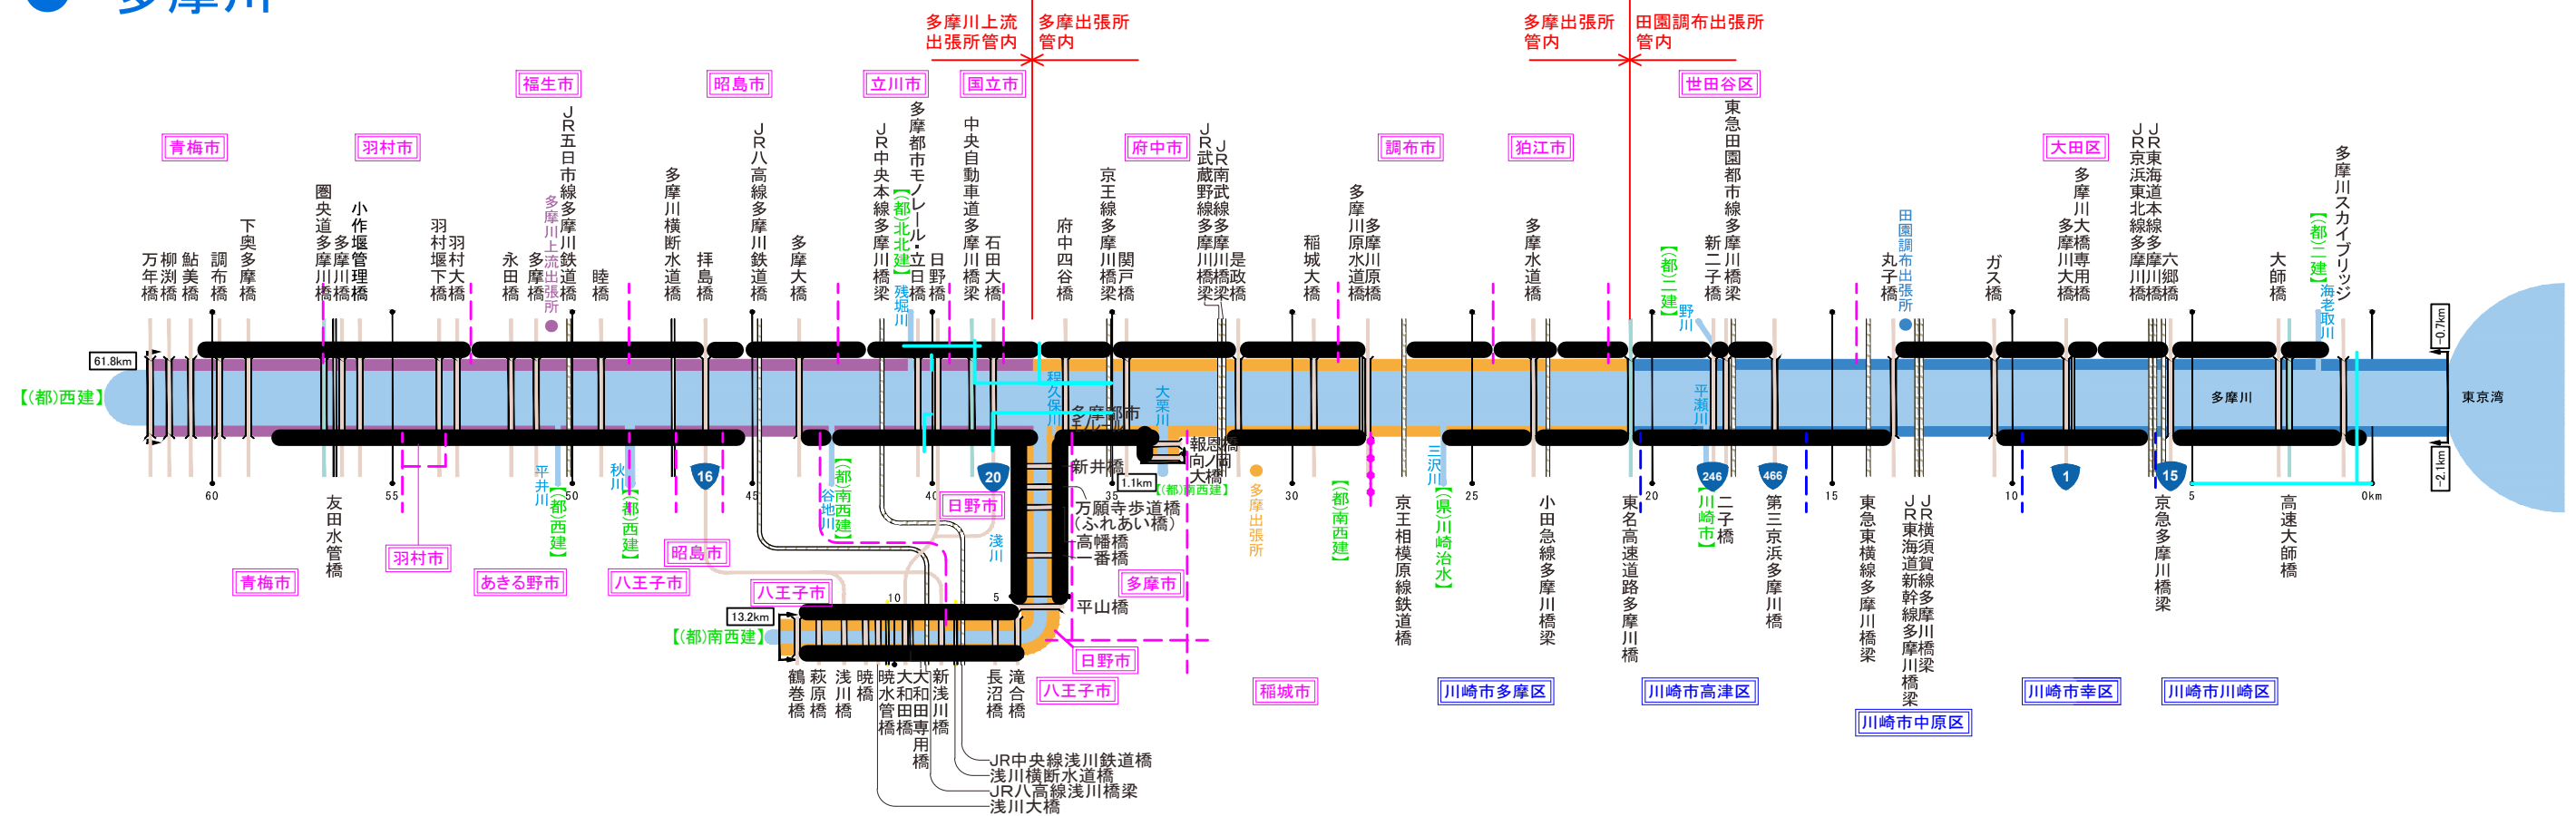 多摩川
多摩川上流
出張所管内
多摩出張所
管内
多摩出張所
管内
田園調布出張所
管内
福生市
昭島市
立川市
国立市
世田谷区
青梅市
羽村市
府中市
調布市
狛江市
大田区
万年橋
柳渕橋
鮎美橋
調布橋
下奥多摩橋
圏央道多摩川橋
多摩川橋
小作堰管理橋
羽村堰下橋
羽村大橋
永田橋
多摩橋
多摩川上流出張所
JR五日市線多摩川鉄道橋
睦橋
多摩川横断水道橋
拝島橋
JR八高線多摩川鉄道橋
多摩大橋
JR中央本線多摩川橋梁
【(都)北北建】
残堀川
多摩都市モノレール・立日橋
日野橋
中央自動車道多摩川橋
石田大橋
府中四谷橋
京王線多摩川橋梁
関戸橋
JR武蔵野線多摩川橋梁
JR南武線多摩川橋梁
是政橋
稲城大橋
多摩川原水道橋
多摩川原橋
多摩水道橋
【(都)二建】
野川
新二子橋
東急田園都市線多摩川橋梁
丸子橋
田園調布出張所
ガス橋
多摩川大橋
多摩川大橋専用橋
JR京浜東北線多摩川橋梁
JR東海道本線多摩川橋梁
六郷橋
大師橋
【(都)二建】
海老取川
多摩川スカイブリッジ
61.8km
-0.7km
【(都)西建】
程久保川
大栗川
平瀬川
多摩川
東京湾
多摩都市
モノレール
報恩橋
向ノ岡
大橋
1.1km
【(都)南西建】
-2.1km
60
55
50
45
40
35
30
25
20
15
10
5
0km
16
20
246
466
1
15
友田水管橋
平井川
【(都)西建】
秋川
【(都)西建】
谷地川
【(都)南西建】
日野市
浅川
新井橋
万願寺歩道橋
(ふれあい橋)
高幡橋
一番橋
平山橋
多摩出張所
【(都)南西建】
京王相模原線鉄道橋
三沢川
【(県)川崎治水】
小田急線多摩川橋梁
東名高速道路多摩川橋
【川崎市】
二子橋
第三京浜多摩川橋
東急東横線多摩川橋梁
JR東海道新幹線多摩川橋梁
JR横須賀線多摩川橋梁
京急多摩川橋梁
高速大師橋
羽村市
昭島市
青梅市
あきる野市
八王子市
八王子市
多摩市
13.2km
10
5
【(都)南西建】
日野市
八王子市
稲城市
川崎市多摩区
川崎市高津区
川崎市中原区
川崎市幸区
川崎市川崎区
鶴巻橋
萩原橋
浅川橋
暁橋
暁水管橋
大和田橋
大和田専用橋
新浅川橋
長沼橋
滝合橋
JR中央線浅川鉄道橋
浅川横断水道橋
JR八高線浅川橋梁
浅川大橋